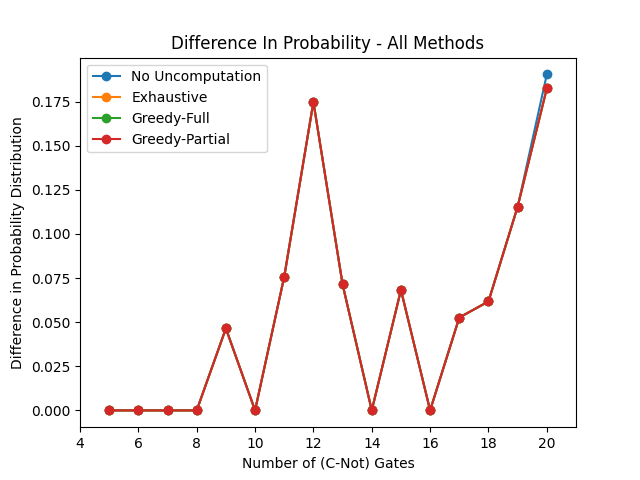 Difference In Probability - All Methods
No Uncomputation
Exhaustive
Greedy-Full
Greedy-Partial
Difference in Probability Distribution
0.175
0.150
0.125
0.100
0.075
0.050
0.025
0.000
4 6 8 10 12 14 16 18 20
Number of (C-Not) Gates